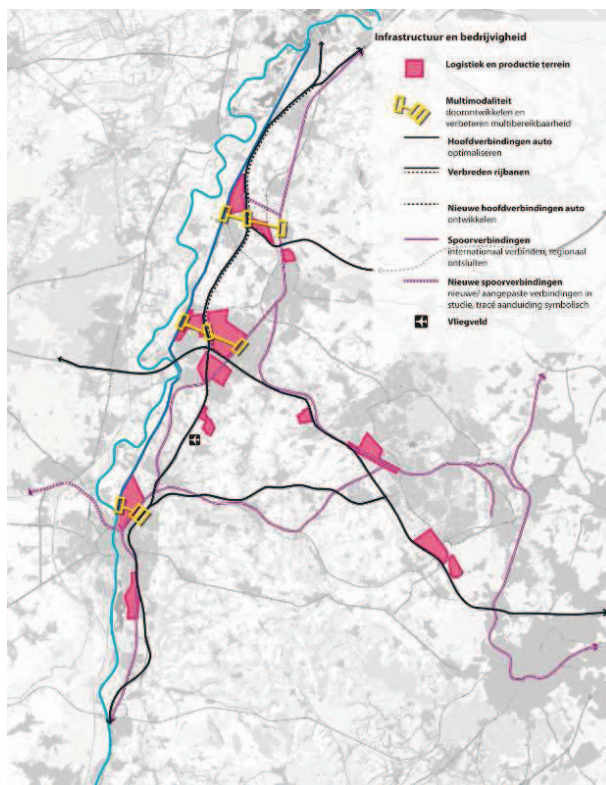 Infrastructuur en bedrijvigheid
Logistiek en productie terrein
Multimodaliteit
doorontwikkelen en
verbeteren multibereikbaarheid
Hoofdverbindingen auto
optimaliseren
Verbreden rijbanen
Nieuwe hoofdverbindingen auto
ontwikkelen
Spoorverbindingen
internationaal verbinden, regionaal
ontsluiten
Nieuwe spoorverbindingen
nieuwe/ aangepaste verbindingen in
studie, tracé aanduiding symbolisch
Vliegveld